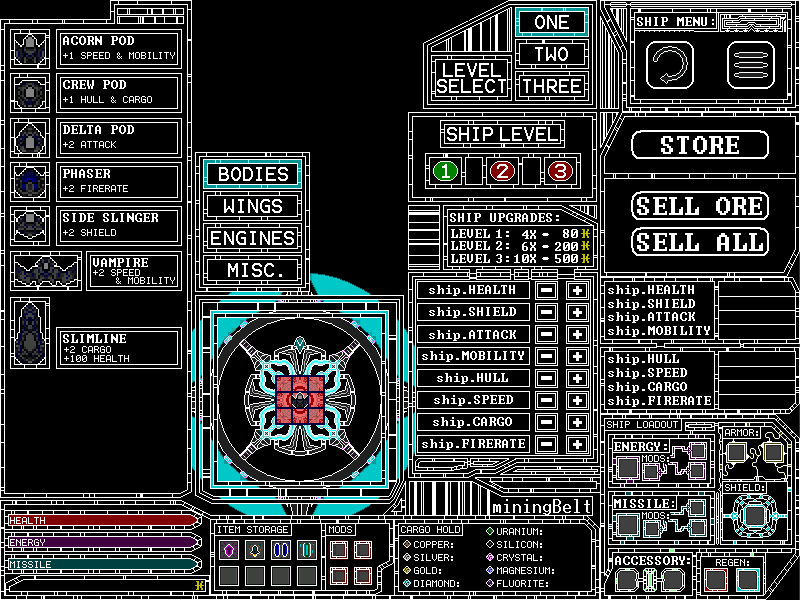 ACORN POD
+1 SPEED & MOBILITY
CREW POD
+1 HULL & CARGO
DELTA POD
+2 ATTACK
PHASER
+2 FIRERATE
SIDE SLINGER
+2 SHIELD
VAMPIRE
+2 SPEED
& MOBILITY
SLIMLINE
+2 CARGO
+100 HEALTH
BODIES
WINGS
ENGINES
MISC.
LEVEL
SELECT
ONE
TWO
THREE
SHIP LEVEL
1 2 3
SHIP UPGRADES:
LEVEL 1: 4X - 80
LEVEL 2: 6X - 200
LEVEL 3:10X - 500
ship.HEALTH - +
ship.SHIELD - +
ship.ATTACK - +
ship.MOBILITY - +
ship.HULL - +
ship.SPEED - +
ship.CARGO - +
ship.FIRERATE - +
miningBelt
SHIP MENU:
STORE
SELL ORE
SELL ALL
ship.HEALTH
ship.SHIELD
ship.ATTACK
ship.MOBILITY
ship.HULL
ship.SPEED
ship.CARGO
ship.FIRERATE
SHIP LOADOUT
ENERGY:
MODS:
ARMOR:
MISSILE:
MODS:
SHIELD:
ACCESSORY:
REGEN:
HEALTH
ENERGY
MISSILE
ITEM STORAGE
MODS
CARGO HOLD
COPPER:
SILVER:
GOLD:
DIAMOND:
URANIUM:
SILICON:
CRYSTAL:
MAGNESIUM:
FLUORITE: